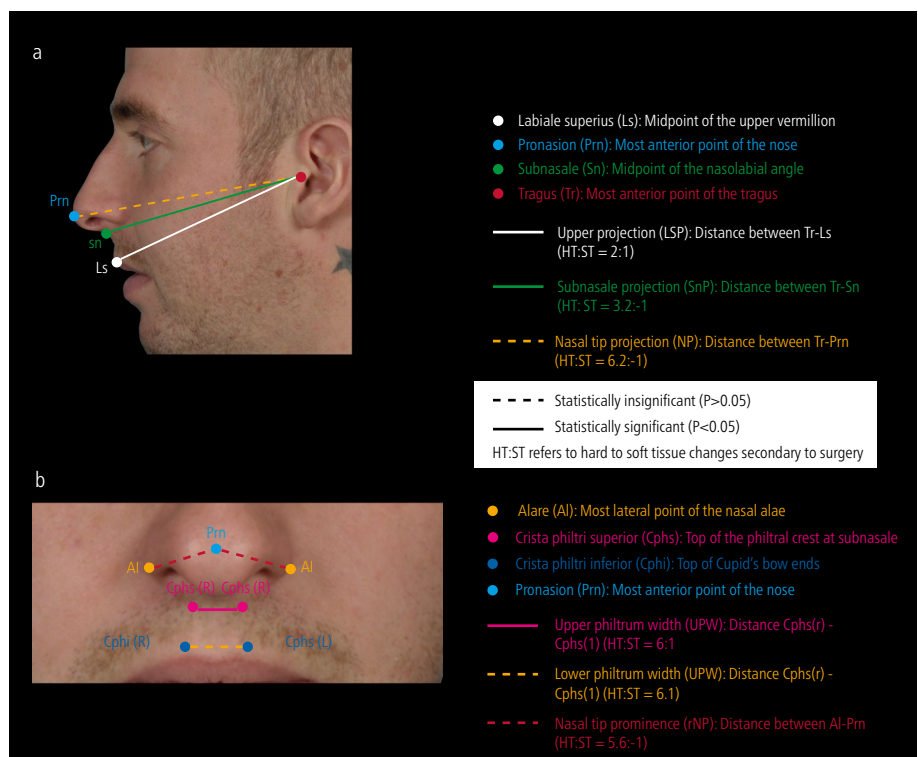 a
Prn
sn
Ls
Labiale superius (Ls): Midpoint of the upper vermillion
Pronasion (Prn): Most anterior point of the nose
Subnasale (Sn): Midpoint of the nasolabial angle
Tragus (Tr): Most anterior point of the tragus
Upper projection (LSP): Distance between Tr-Ls
(HT:ST = 2:1)
Subnasale projection (SnP): Distance between Tr-Sn
(HT: ST = 3.2:-1
Nasal tip projection (NP): Distance between Tr-Prn
(HT:ST = 6.2:-1)
Statistically insignificant (P>0.05)
Statistically significant (P<0.05)
HT:ST refers to hard to soft tissue changes secondary to surgery
b
Prn
Al
Al
Cphs (R) Cphs (R)
Cphi (R)
Cphs (L)
Alare (Al): Most lateral point of the nasal alae
Crista philtri superior (Cphs): Top of the philtral crest at subnasale
Crista philtri inferior (Cphi): Top of Cupid's bow ends
Pronasion (Prn): Most anterior point of the nose
Upper philtrum width (UPW): Distance Cphs(r) -
Cphs(1) (HT:ST = 6:1
Lower philtrum width (UPW): Distance Cphs(r) -
Cphs(1) (HT:ST = 6.1)
Nasal tip prominence (rNP): Distance between Al-Prn
(HT:ST = 5.6:-1)